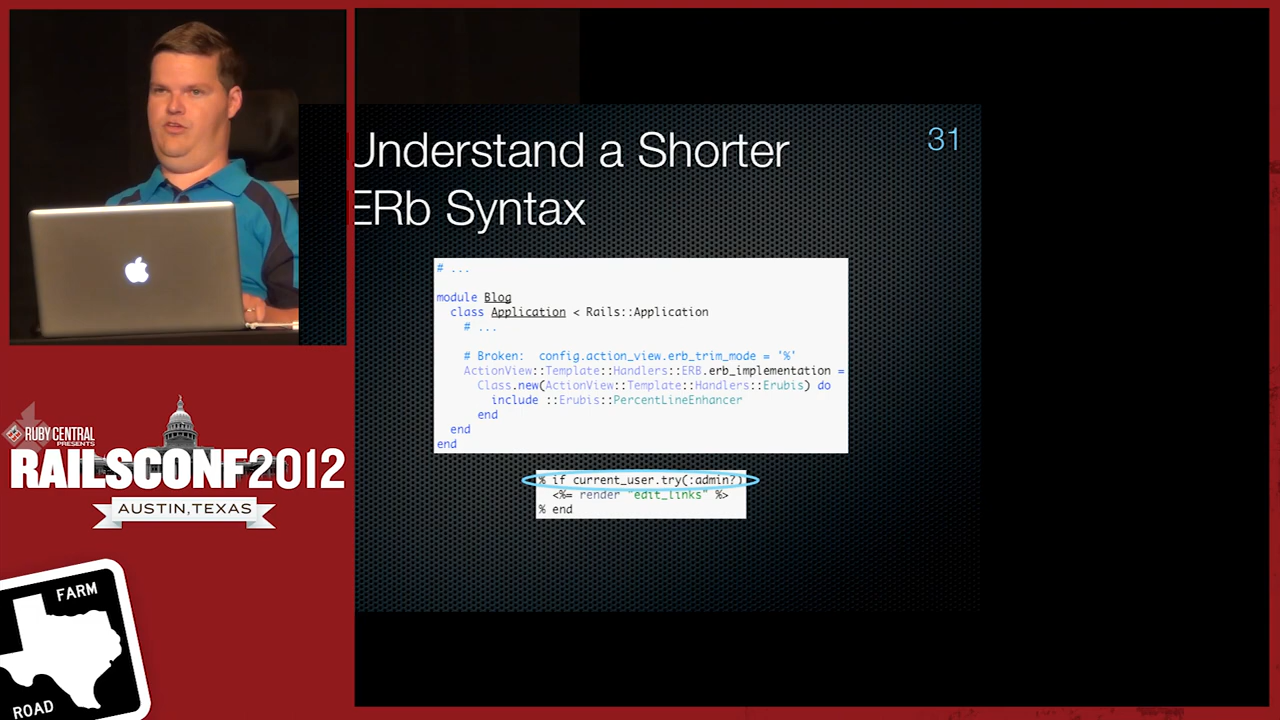 Understand a Shorter
ERb Syntax
31
# ...
module Blog
class Application < Rails::Application
# ...
# Broken: config.action_view.erb_trim_mode = '%'
ActionView::Template::Handlers::ERB.erb_implementation =
Class.new(ActionView::Template::Handlers::Erubis) do
include ::Erubis::PercentLineEnhancer
end
end
end
% if current_user.try(:admin?)
<%= render "edit_links" %>
% end
RUBY CENTRAL
PRESENTS
RAILSCONF2012
AUSTIN,TEXAS
FARM
ROAD